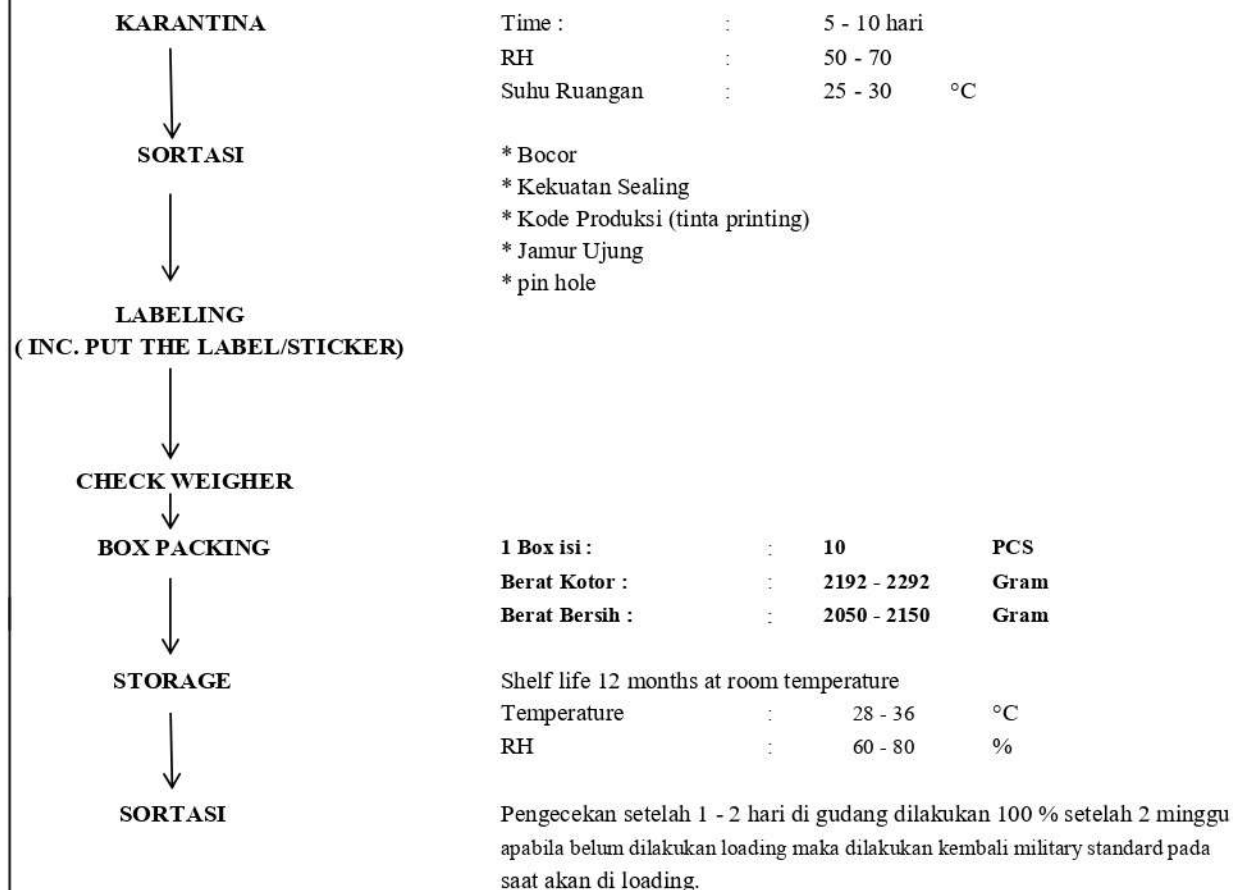 KARANTINA Time : : 5 - 10 hari
RH : 50 - 70
Suhu Ruangan : 25 - 30 °C
SORTASI * Bocor
* Kekuatan Sealing
* Kode Produksi (tinta printing)
* Jamur Ujung
* pin hole
LABELING
( INC. PUT THE LABEL/STICKER)
CHECK WEIGHER
BOX PACKING 1 Box isi : : 10 PCS
Berat Kotor : : 2192 - 2292 Gram
Berat Bersih : : 2050 - 2150 Gram
STORAGE Shelf life 12 months at room temperature
Temperature : 28 - 36 °C
RH : 60 - 80 %
SORTASI Pengecekan setelah 1 - 2 hari di gudang dilakukan 100 % setelah 2 minggu
apabila belum dilakukan loading maka dilakukan kembali military standard pada
saat akan di loading.